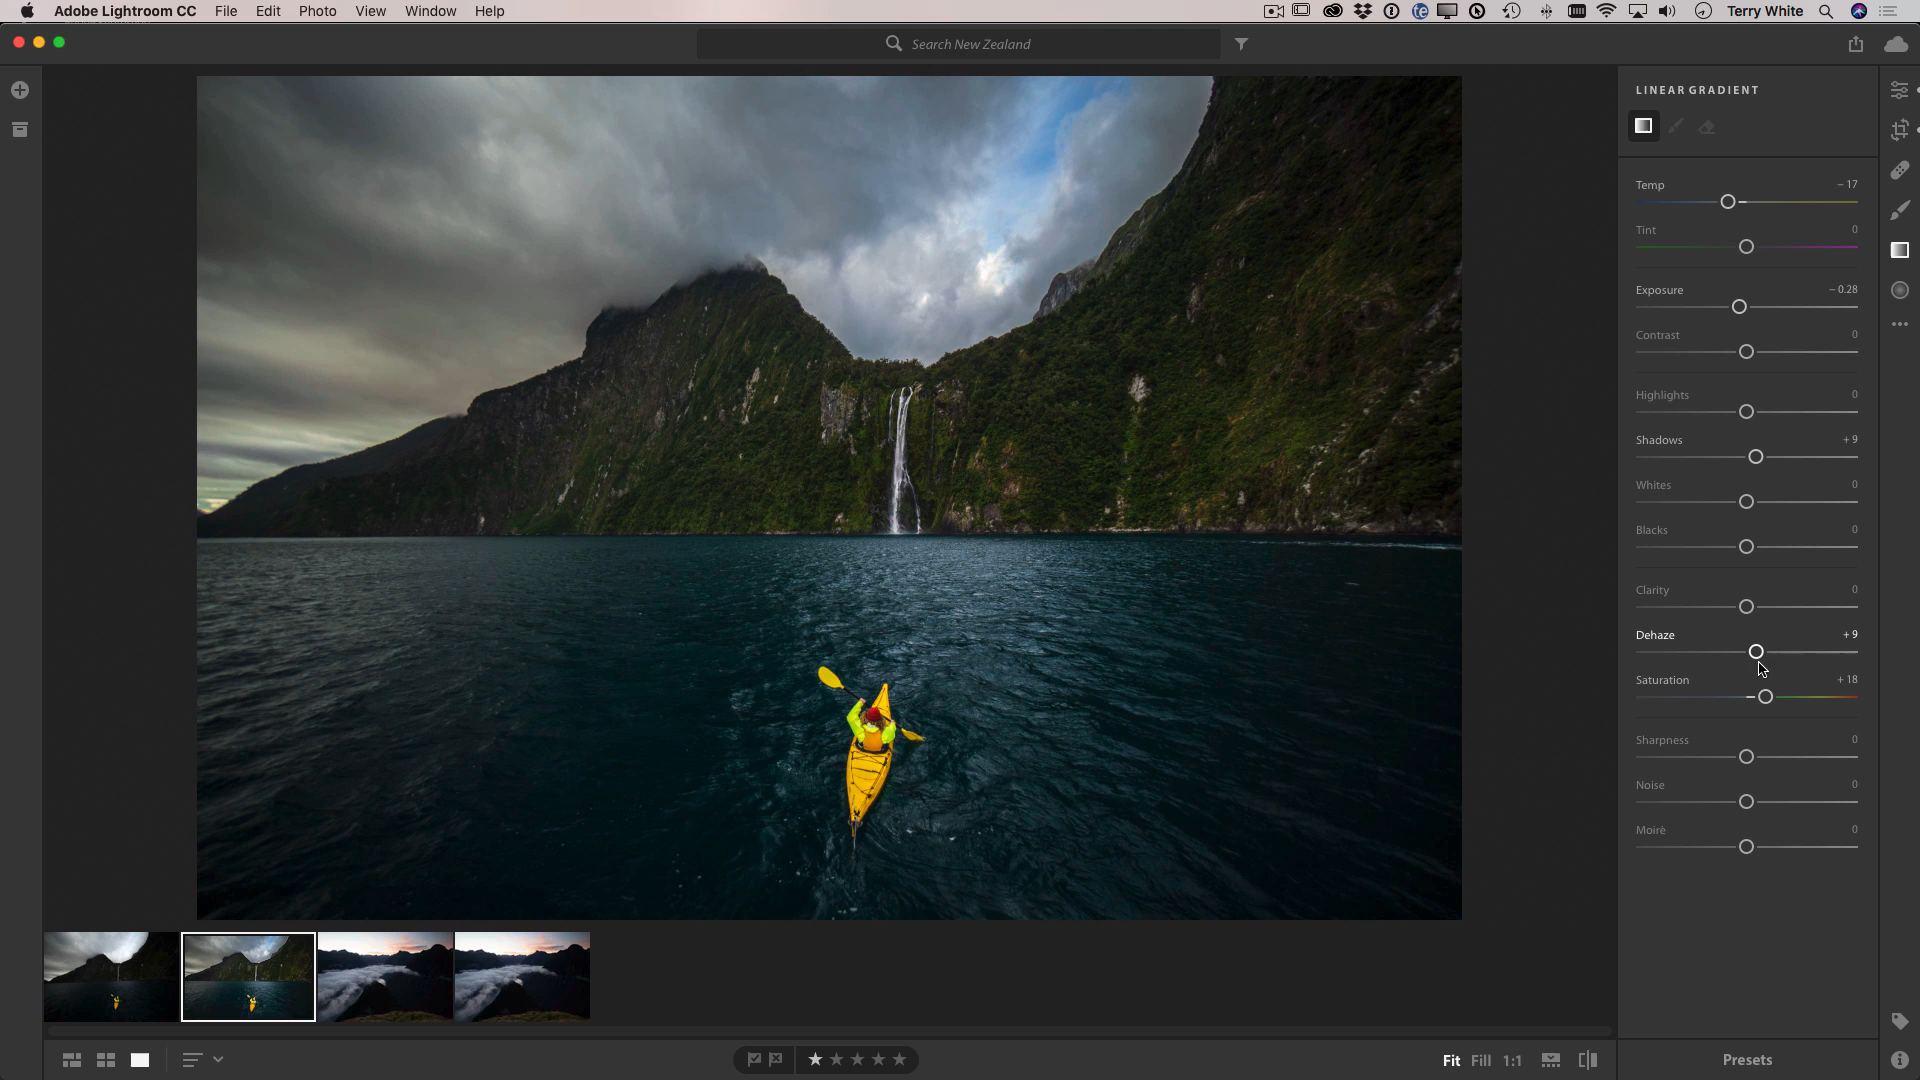 Adobe Lightroom CC File Edit Photo View Window Help Terry White
Search New Zealand
LINEAR GRADIENT
Temp − 17
Tint 0
Exposure − 0.28
Contrast 0
Highlights 0
Shadows + 9
Whites 0
Blacks 0
Clarity 0
Dehaze + 9
Saturation + 18
Sharpness 0
Noise 0
Moiré 0
Fit Fill 1:1 Presets